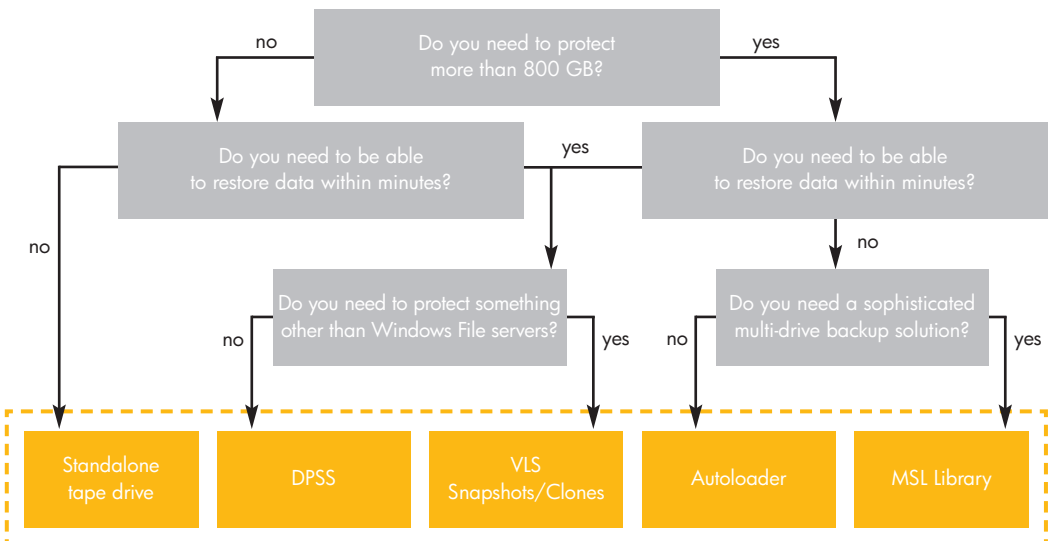 no
Do you need to protect
more than 800 GB?
yes
Do you need to be able
to restore data within minutes?
yes
Do you need to be able
to restore data within minutes?
no
no
Do you need to protect something
other than Windows File servers?
Do you need a sophisticated
multi-drive backup solution?
no
yes
no
yes
Standalone
tape drive
DPSS
VLS
Snapshots/Clones
Autoloader
MSL Library